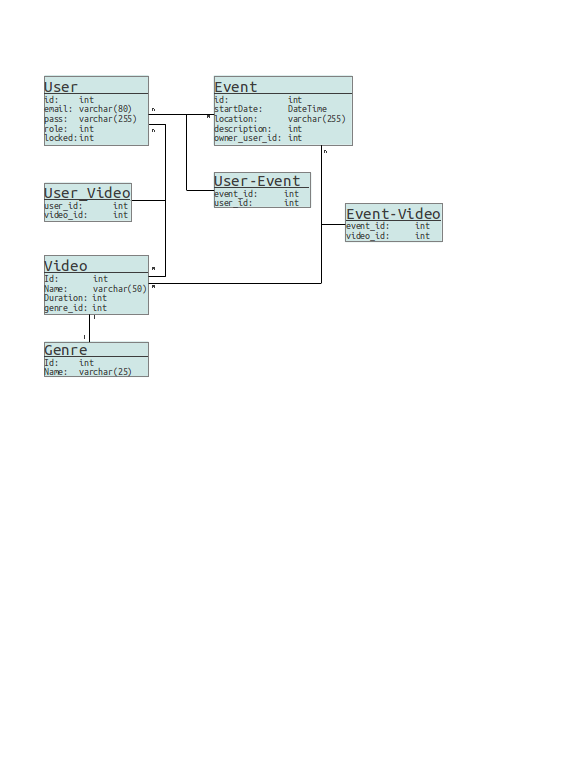 User
id: int
email: varchar(80)
pass: varchar(255)
role: int
locked: int
n
n
Event
id: int
startDate: DateTime
location: varchar(255)
description: int
owner_user_id: int
n
User_Video
user_id: int
video_id: int
User-Event
event_id: int
user_id: int
Event-Video
event_id: int
video_id: int
Video
Id: int
Name: varchar(50)
Duration: int
genre_id: int
Genre
Id: int
Name: varchar(25)